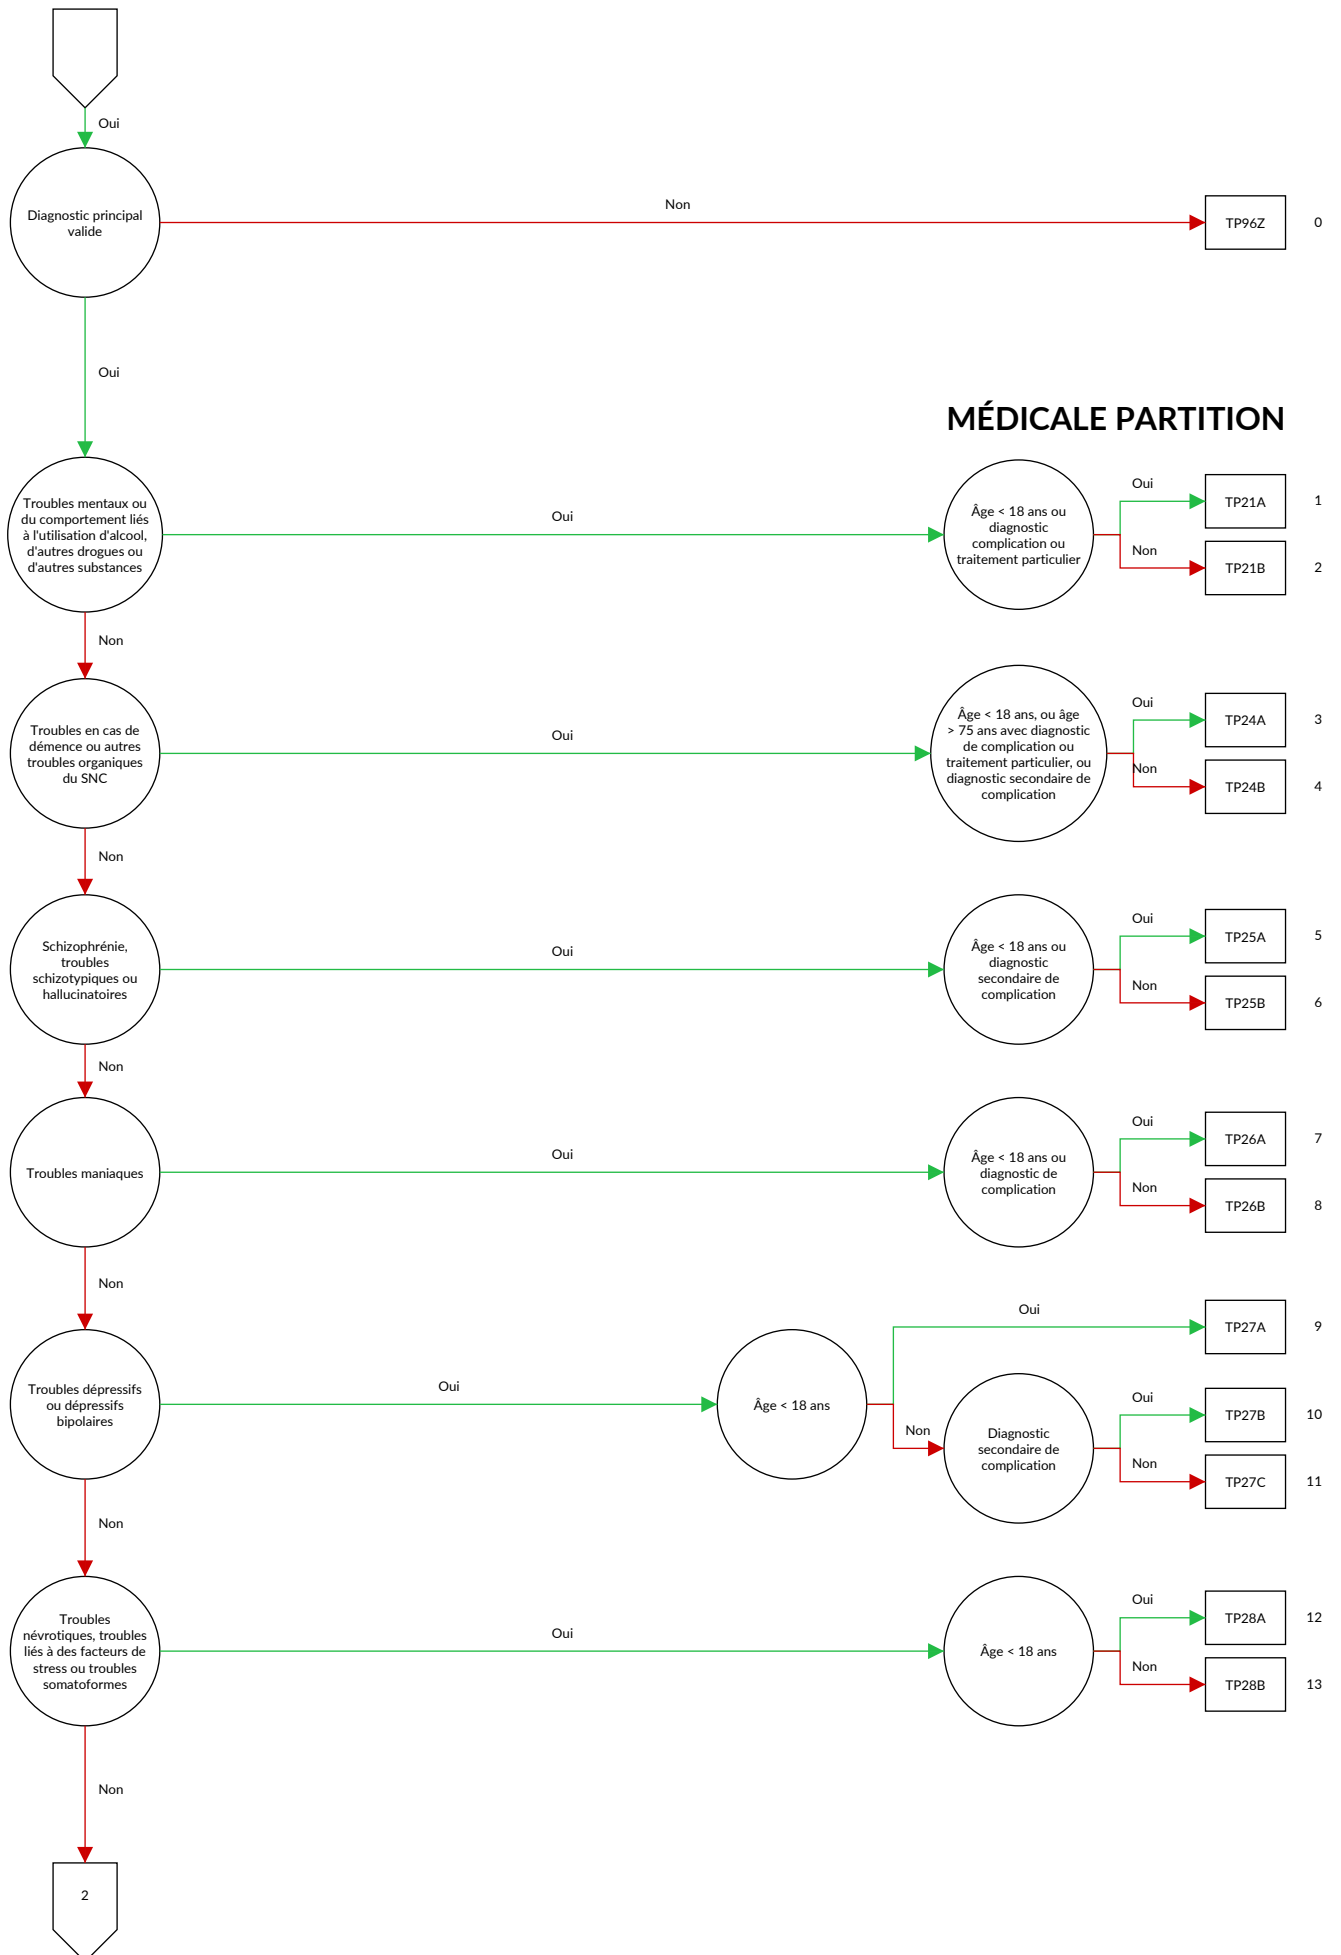 Oui
Diagnostic principal
valide
Non
TP96Z
0
Oui
MÉDICALE PARTITION
Troubles mentaux ou
du comportement liés
à l'utilisation d'alcool,
d'autres drogues ou
d'autres substances
Oui
Âge < 18 ans ou
diagnostic
complication ou
traitement particulier
Oui
TP21A
1
Non
TP21B
2
Non
Troubles en cas de
démence ou autres
troubles organiques
du SNC
Oui
Âge < 18 ans, ou âge
> 75 ans avec diagnostic
de complication ou
traitement particulier, ou
diagnostic secondaire de
complication
Oui
TP24A
3
Non
TP24B
4
Non
Schizophrénie,
troubles
schizotypiques ou
hallucinatoires
Oui
Âge < 18 ans ou
diagnostic
secondaire de
complication
Oui
TP25A
5
Non
TP25B
6
Non
Troubles maniaques
Oui
Âge < 18 ans ou
diagnostic de
complication
Oui
TP26A
7
Non
TP26B
8
Non
Troubles dépressifs
ou dépressifs
bipolaires
Oui
Âge < 18 ans
Oui
TP27A
9
Non
Diagnostic
secondaire de
complication
Oui
TP27B
10
Non
TP27C
11
Non
Troubles
névrotiques, troubles
liés à des facteurs de
stress ou troubles
somatoformes
Oui
Âge < 18 ans
Oui
TP28A
12
Non
TP28B
13
Non
2